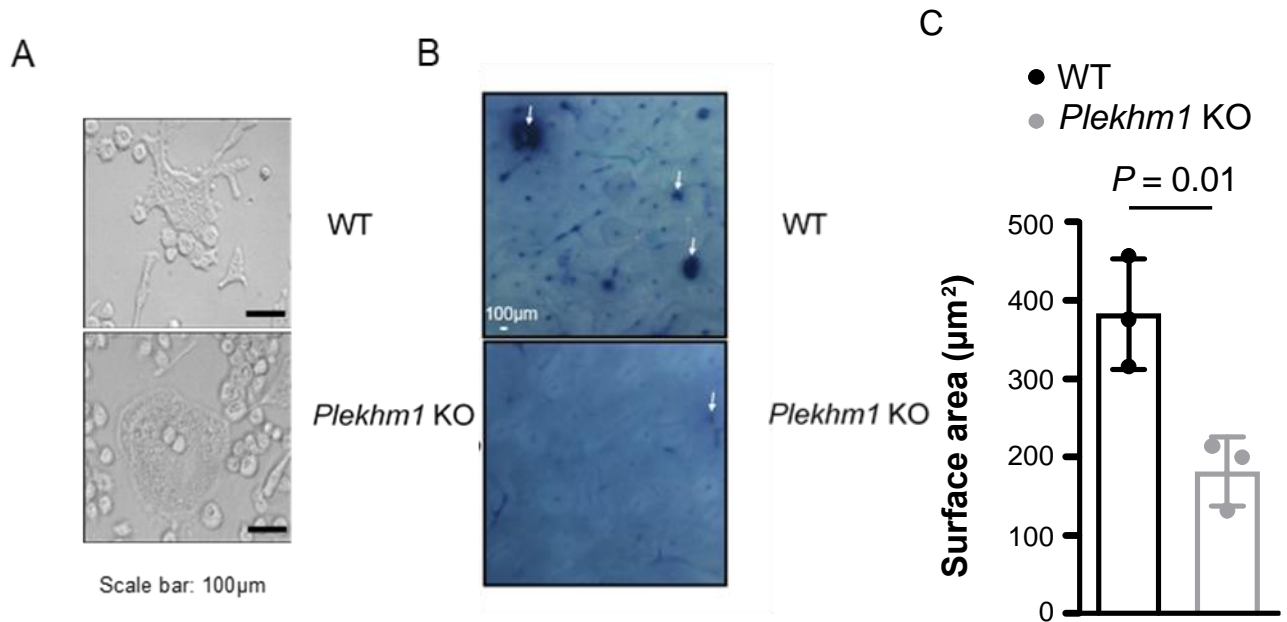 A
WT
Plekhm1 KO
Scale bar: 100µm
B
100µm
WT
Plekhm1 KO
C
WT
Plekhm1 KO
P = 0.01
Surface area (µm²)
500
400
300
200
100
0